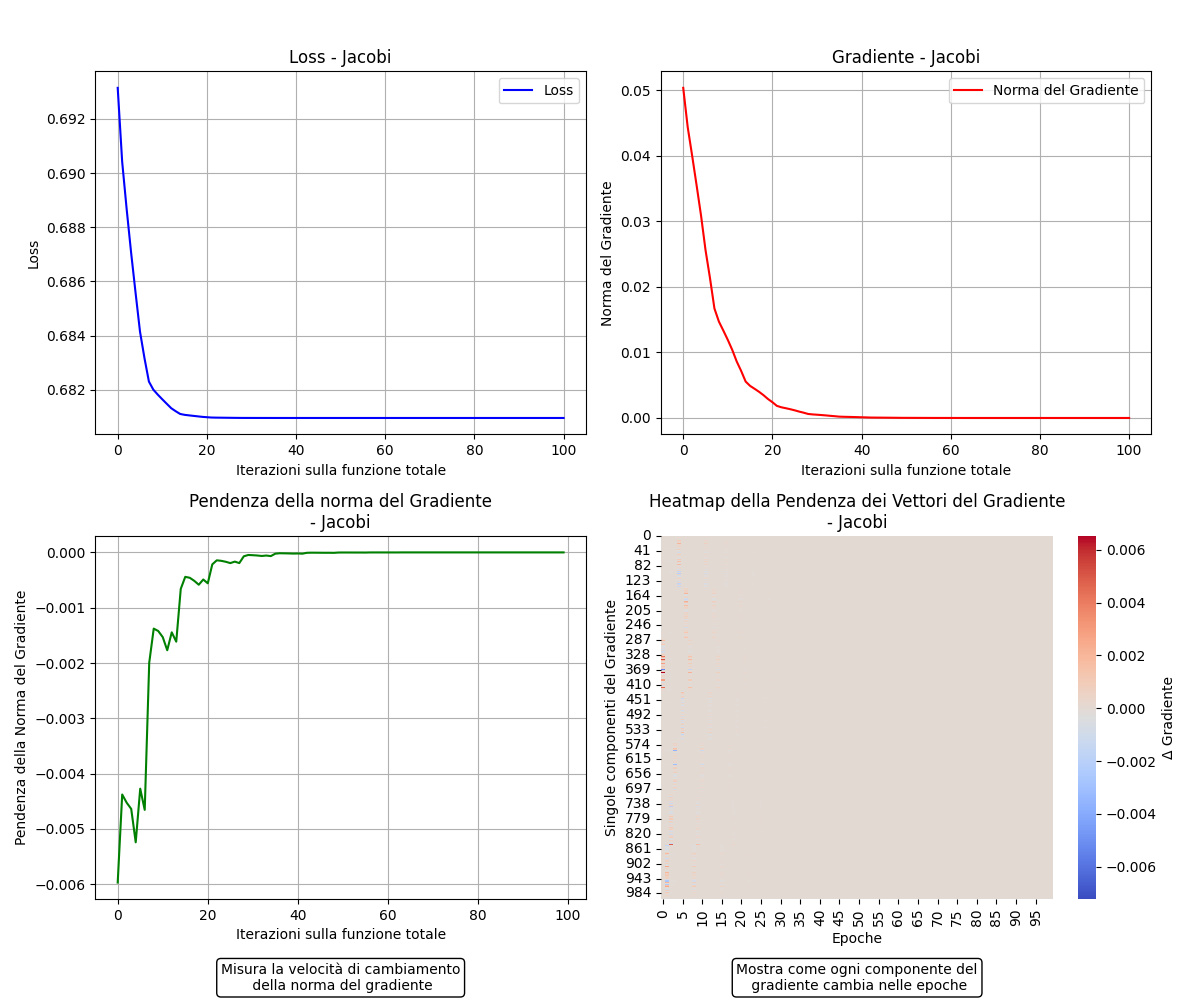 Loss - Jacobi
Loss
0.692
0.690
0.688
0.686
0.684
0.682
Loss
0 20 40 60 80 100
Iterazioni sulla funzione totale
Gradiente - Jacobi
Norma del Gradiente
0.05
0.04
0.03
0.02
0.01
0.00
Norma del Gradiente
0 20 40 60 80 100
Iterazioni sulla funzione totale
Pendenza della norma del Gradiente
- Jacobi
0.000
−0.001
−0.002
−0.003
−0.004
−0.005
−0.006
Pendenza della Norma del Gradiente
0 20 40 60 80 100
Iterazioni sulla funzione totale
Misura la velocità di cambiamento
della norma del gradiente
Heatmap della Pendenza dei Vettori del Gradiente
- Jacobi
0
41
82
123
164
205
246
287
328
369
410
451
492
533
574
615
656
697
738
779
820
861
902
943
984
Singole componenti del Gradiente
0 5 10 15 20 25 30 35 40 45 50 55 60 65 70 75 80 85 90 95
Epoche
0.006
0.004
0.002
0.000
−0.002
−0.004
−0.006
Δ Gradiente
Mostra come ogni componente del
gradiente cambia nelle epoche